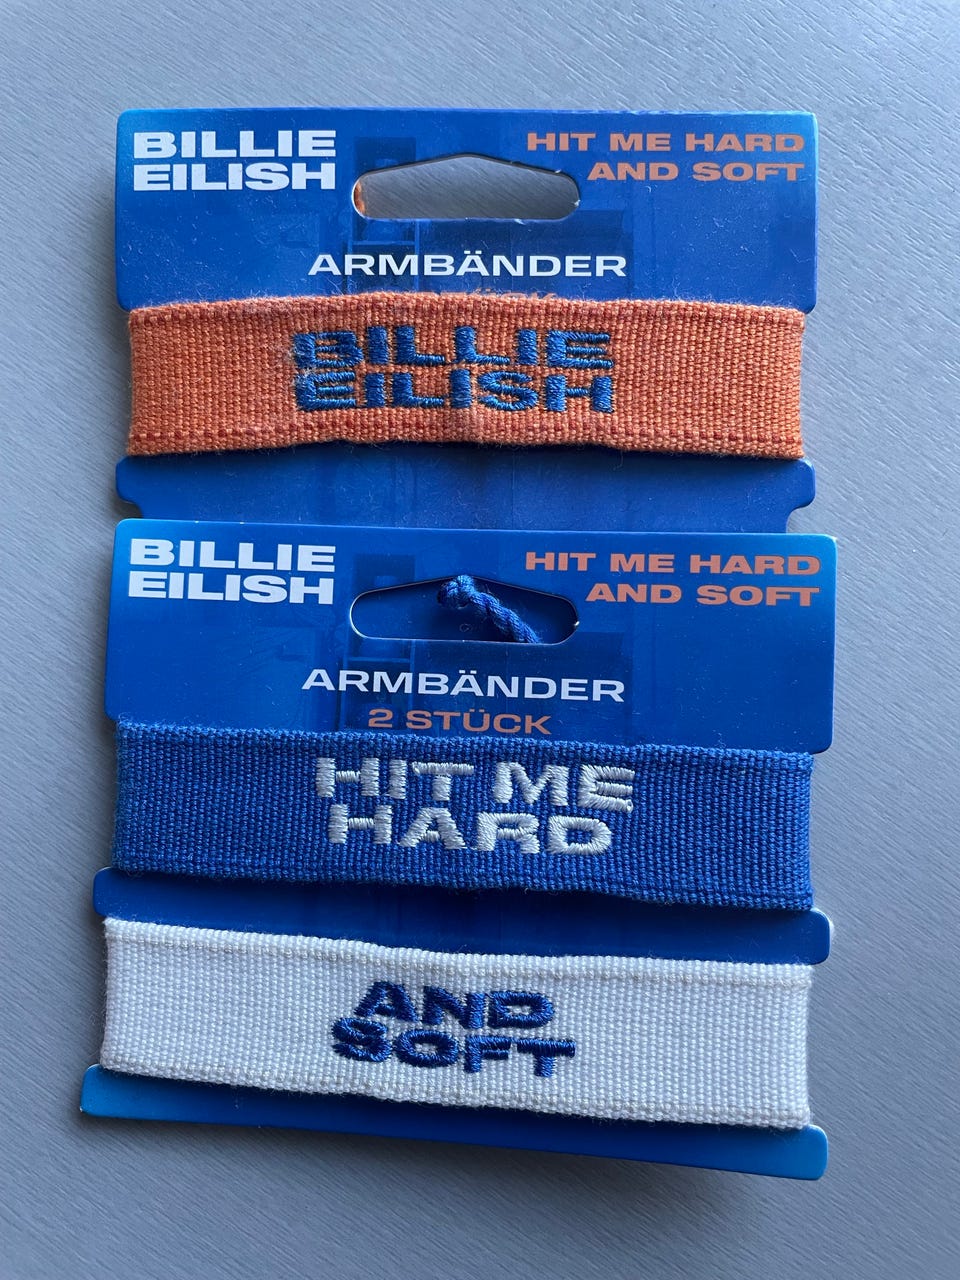 BILLIE
EILISH
HIT ME HARD
AND SOFT
ARMBÄNDER
BILLIE
EILISH
BILLIE
EILISH
HIT ME HARD
AND SOFT
ARMBÄNDER
2 STÜCK
HIT ME
HARD
AND
SOFT